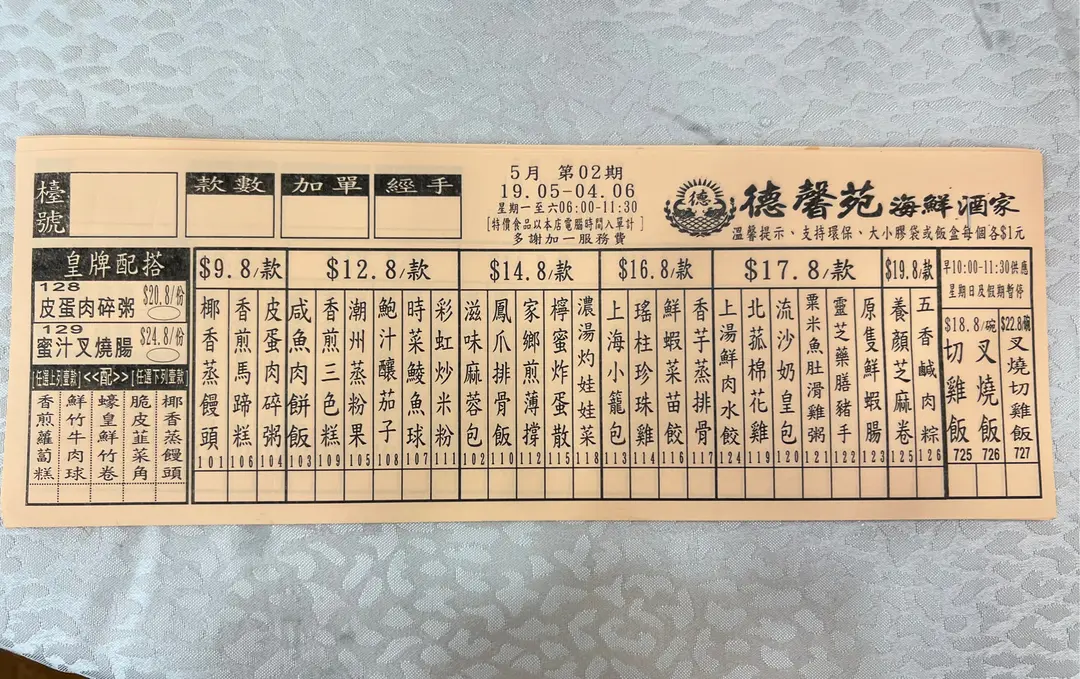 檯號
款數
加單
經手
5月 第02期
19.05-04.06
星期一至六06:00-11:30
[特價食品以本店電腦時間入單計]
多謝加一服務費
德
德馨苑 海鮮酒家
溫馨提示、支持環保、大小膠袋或飯盒每個各$1元
皇牌配搭
128
皮蛋肉碎粥 $20.8/份
129
蜜汁叉燒腸 $24.8/份
[任選上列壹款] <<配>> [任選下列壹款]
香煎蘿蔔糕
鮮竹牛肉球
蠔皇鮮竹卷
脆皮韮菜角
椰香蒸饅頭
$9.8/款
椰香蒸饅頭 101
香煎馬蹄糕 106
皮蛋肉碎粥 104
$12.8/款
咸魚肉餅飯 103
香煎三色糕 109
潮州蒸粉果 105
鮑汁釀茄子 108
時菜鯪魚球 107
彩虹炒米粉 111
$14.8/款
滋味麻蓉包 102
鳳爪排骨飯 110
家鄉煎薄撐 112
檸蜜炸蛋散 115
濃湯灼娃娃菜 118
$16.8/款
上海小籠包 113
瑤柱珍珠雞 114
鮮蝦菜苗餃 116
香芋蒸排骨 117
$17.8/款
上湯鮮肉水餃 124
北菰棉花雞 119
流沙奶皇包 120
粟米魚肚滑雞粥 121
靈芝藥膳豬手 122
原隻鮮蝦腸 123
$19.8/款
養顏芝麻卷 125
五香鹹肉粽 126
早10:00-11:30供應
星期日及假期暫停
$18.8/碗
切雞飯 725
叉燒飯 726
$22.8/碗
叉燒切雞飯 727